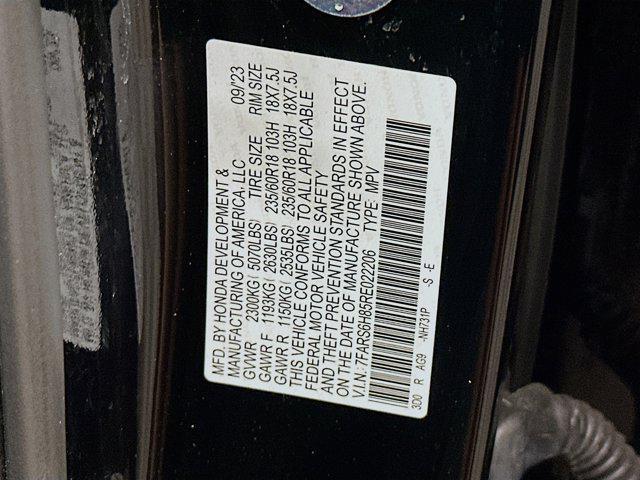 MFD. BY HONDA DEVELOPMENT &
MANUFACTURING OF AMERICA, LLC 09/'23
GVWR 2300KG( 5070LBS) TIRE SIZE RIM SIZE
GAWR F 1193KG( 2630LBS) 235/60R18 103H 18X7.5J
GAWR R 1150KG( 2535LBS) 235/60R18 103H 18X7.5J
THIS VEHICLE CONFORMS TO ALL APPLICABLE
FEDERAL MOTOR VEHICLE SAFETY
AND THEFT PREVENTION STANDARDS IN EFFECT
ON THE DATE OF MANUFACTURE SHOWN ABOVE.
V.I.N.:7FARS6H85RE022206 TYPE: MPV
3D0 R AG9 -NH731P -S -E